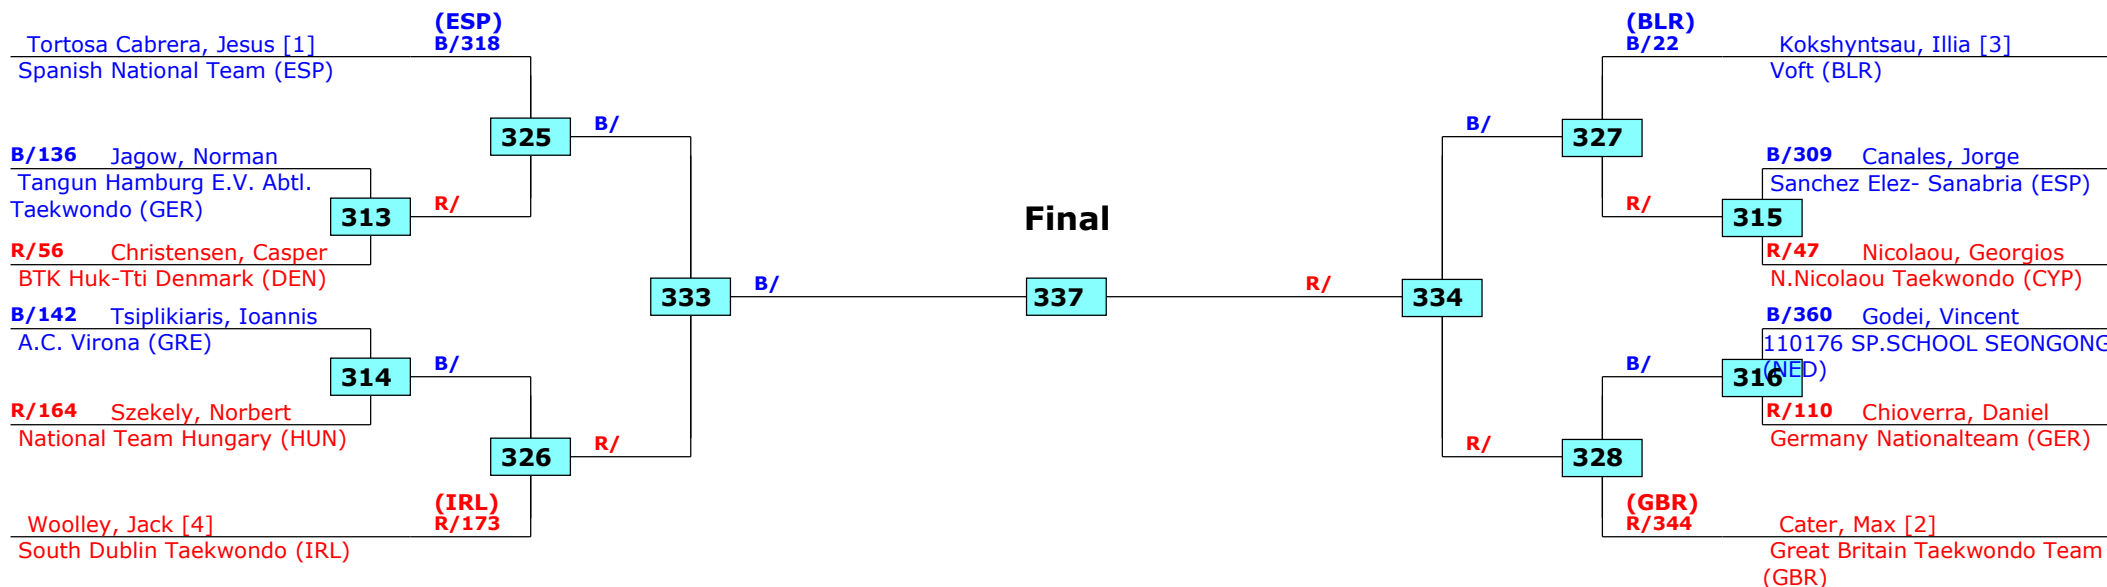 (ESP)
Tortosa Cabrera, Jesus [1] B/318
Spanish National Team (ESP)
325 B/
B/136 Jagow, Norman
Tangun Hamburg E.V. Abtl.
Taekwondo (GER)
313 R/
R/56 Christensen, Casper
BTK Huk-Tti Denmark (DEN)
333 B/
B/142 Tsiplikiaris, Ioannis
A.C. Virona (GRE)
314 B/
R/164 Szekely, Norbert
National Team Hungary (HUN)
326 R/
(IRL)
Woolley, Jack [4] R/173
South Dublin Taekwondo (IRL)
Final
337
(BLR)
B/22 Kokshyntsau, Illia [3]
Voft (BLR)
B/ 327
B/309 Canales, Jorge
Sanchez Elez- Sanabria (ESP)
R/ 315
R/47 Nicolaou, Georgios
N.Nicolaou Taekwondo (CYP)
R/ 334
B/360 Godei, Vincent
110176 SP.SCHOOL SEONGONG
(NED)
B/ 316
R/110 Chioverra, Daniel
Germany Nationalteam (GER)
R/ 328
(GBR)
R/344 Cater, Max [2]
Great Britain Taekwondo Team
(GBR)